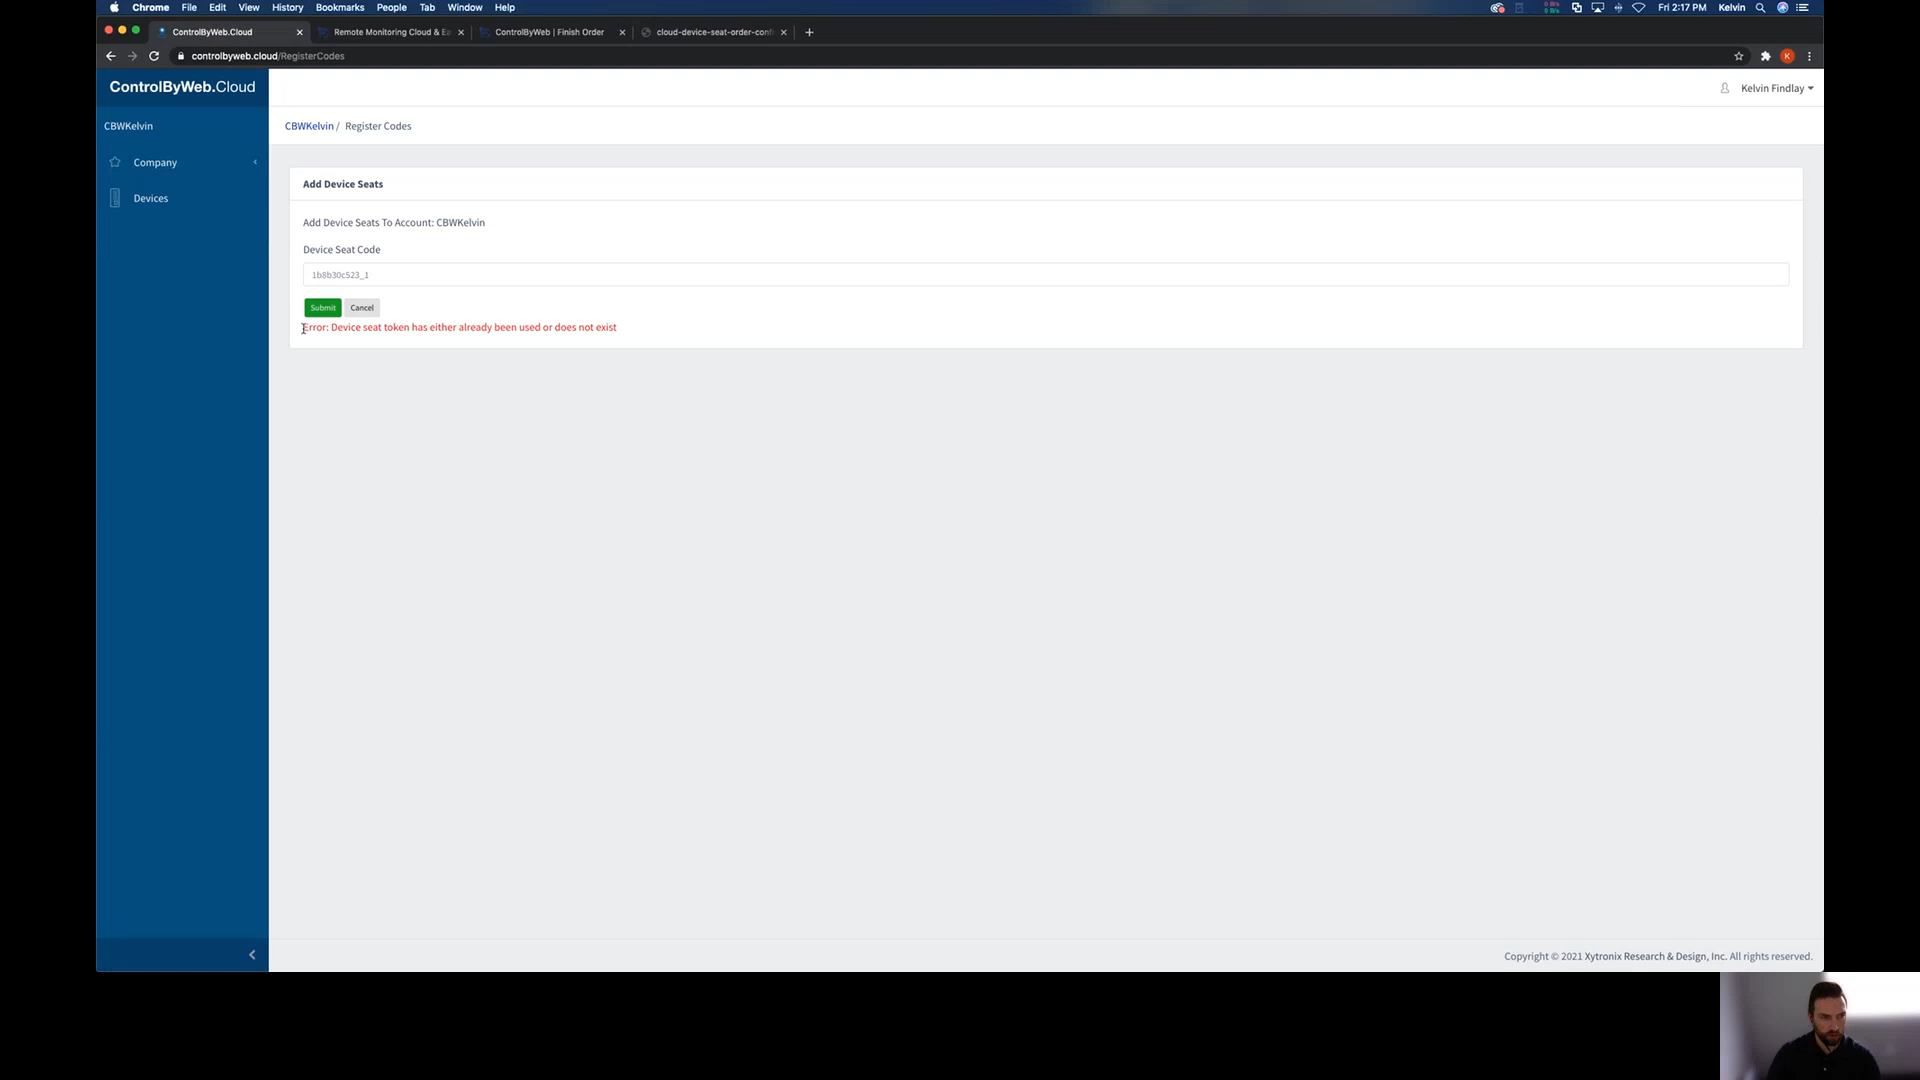 Chrome File Edit View History Bookmarks People Tab Window Help
Fri 2:17 PM Kelvin
ControlByWeb.Cloud
Remote Monitoring Cloud & Ea
ControlByWeb | Finish Order
cloud-device-seat-order-confi
controlbyweb.cloud/RegisterCodes
K
ControlByWeb.Cloud
Kelvin Findlay
CBWKelvin
CBWKelvin / Register Codes
Company
Devices
Add Device Seats
Add Device Seats To Account: CBWKelvin
Device Seat Code
1b8b30c523_1
Submit Cancel
Error: Device seat token has either already been used or does not exist
Copyright © 2021 Xytronix Research & Design, Inc. All rights reserved.